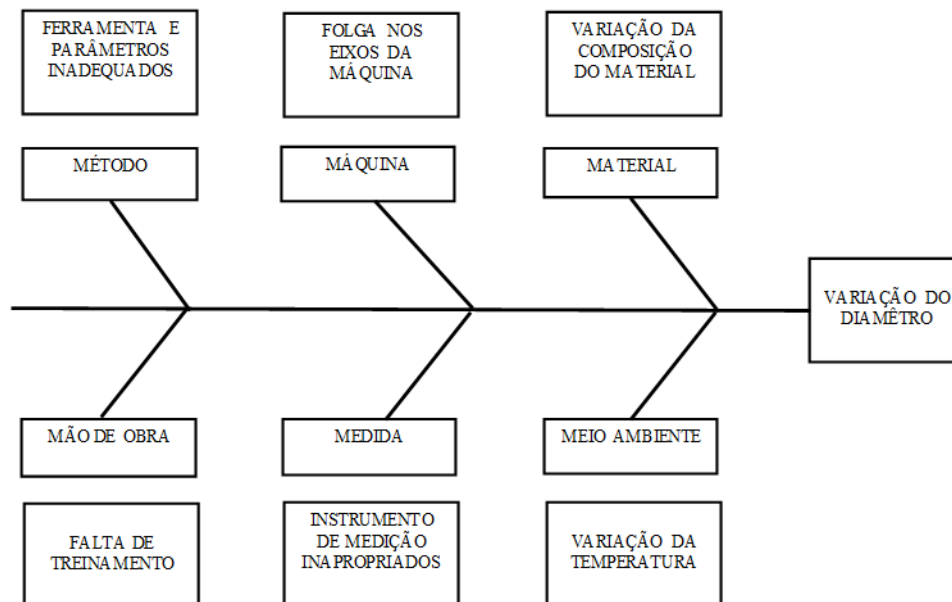 FERRAMENTA E
PARÂMETROS
INADEQUADOS
FOLGA NOS
EIXOS DA
MÁQUINA
VARIAÇÃO DA
COMPOSIÇÃO
DO MATERIAL
MÉTODO
MÁQUINA
MATERIAL
VARIAÇÃO DO
DIAMÊTRO
MÃO DE OBRA
MEDIDA
MEIO AMBIENTE
FALTA DE
TREINAMENTO
INSTRUMENTO
DE MEDIÇÃO
INAPROPRIADOS
VARIAÇÃO DA
TEMPERATURA